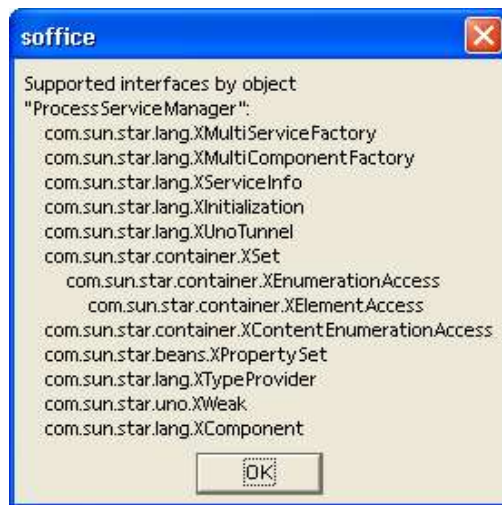 soffice
Supported interfaces by object
"ProcessServiceManager":
com.sun.star.lang.XMultiServiceFactory
com.sun.star.lang.XMultiComponentFactory
com.sun.star.lang.XServiceInfo
com.sun.star.lang.XInitialization
com.sun.star.lang.XUnoTunnel
com.sun.star.container.XSet
com.sun.star.container.XEnumerationAccess
com.sun.star.container.XElementAccess
com.sun.star.container.XContentEnumerationAccess
com.sun.star.beans.XPropertySet
com.sun.star.lang.XTypeProvider
com.sun.star.uno.XWeak
com.sun.star.lang.XComponent
OK